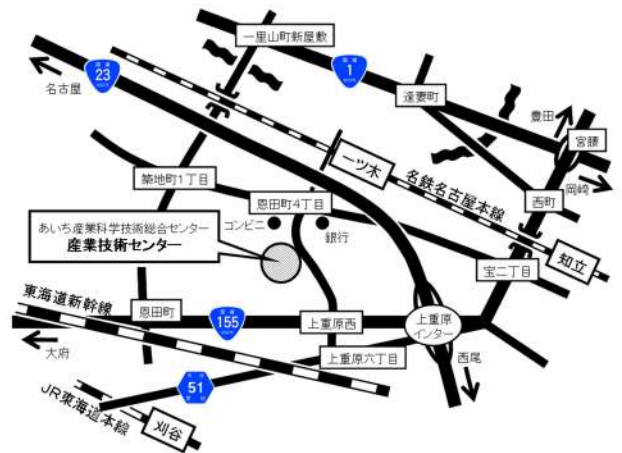 一里山町新屋敷
23
1
名古屋
逢妻町
豊田
宮腰
岡崎
一ツ木
名鉄名古屋本線
西町
築地町1丁目
恩田町4丁目
コンビニ
銀行
あいち産業科学技術総合センター
産業技術センター
知立
宝二丁目
東海道新幹線
恩田町
155
上重原西
上重原
インター
大府
上重原六丁目
西尾
51
JR東海道本線
刈谷